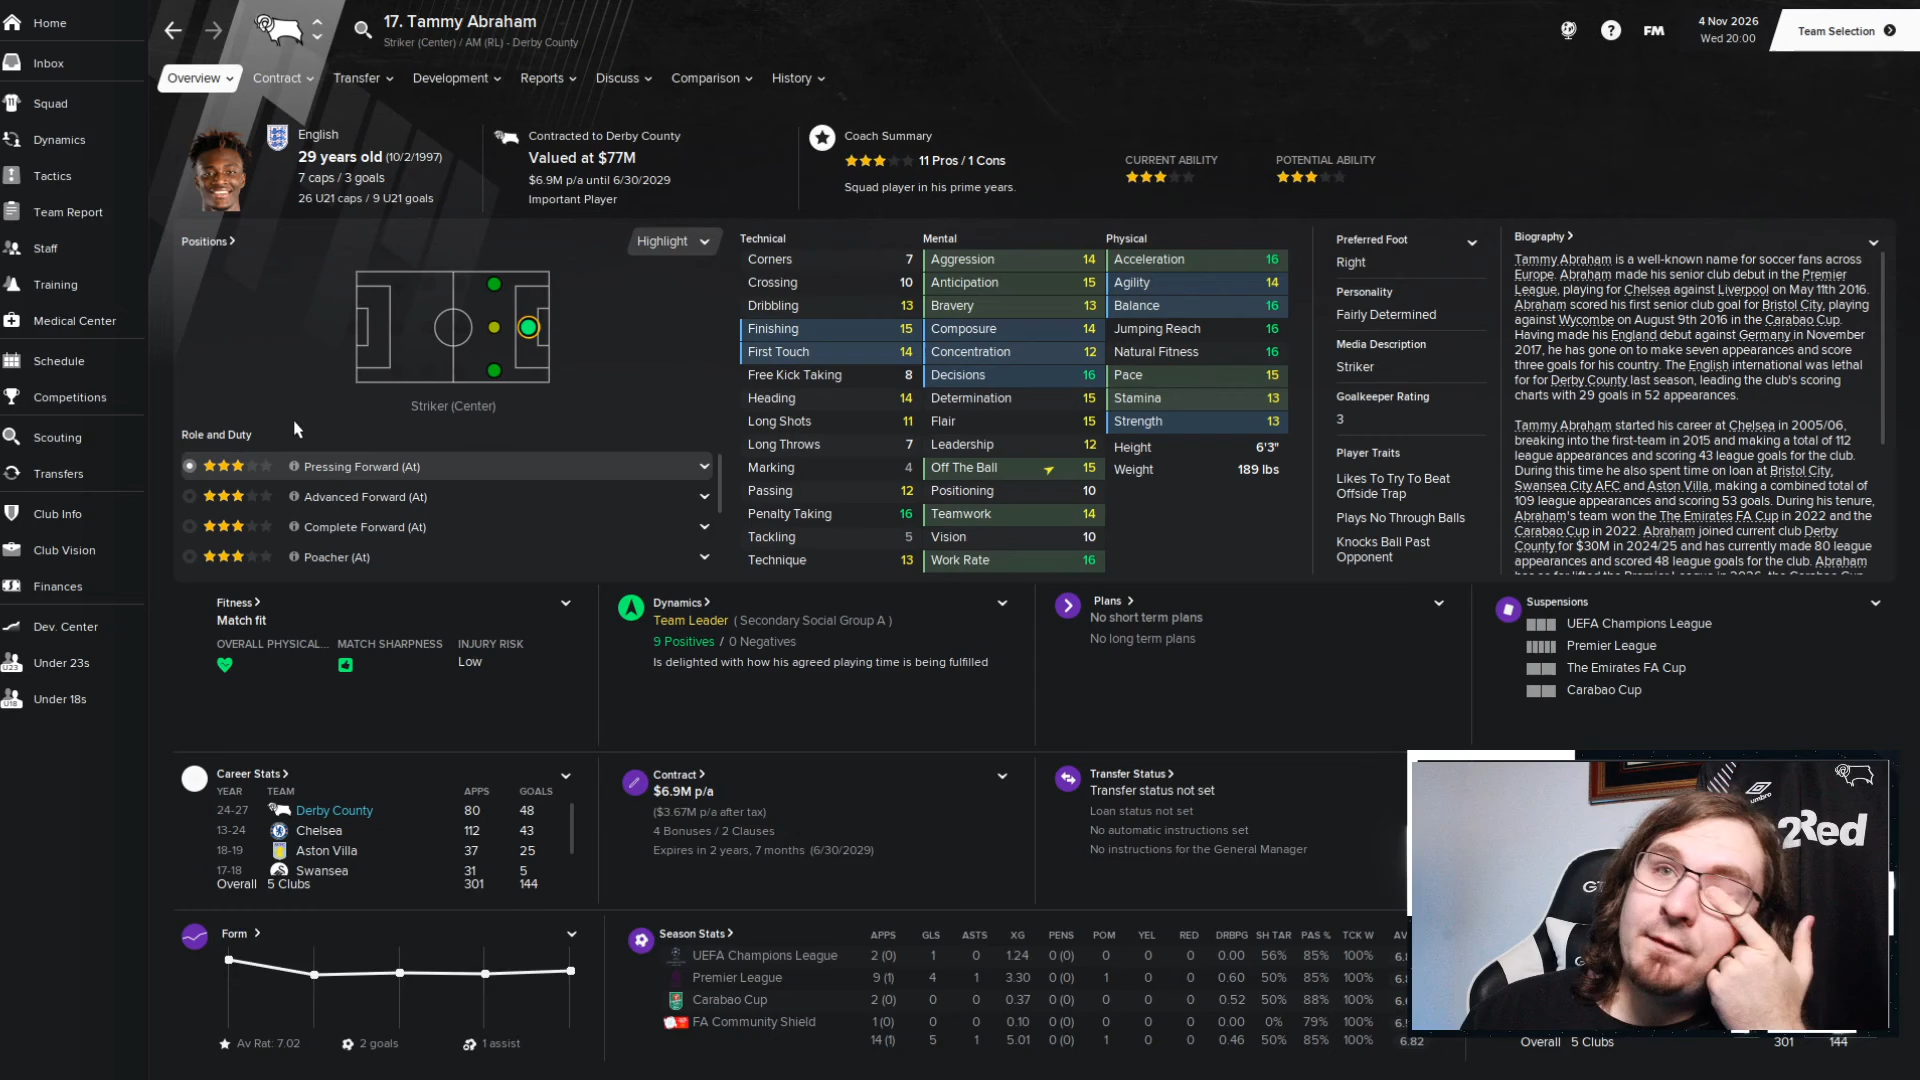 Home
Inbox
Squad
Dynamics
Tactics
Team Report
Staff
Training
Medical Center
Schedule
Competitions
Scouting
Transfers
Club Info
Club Vision
Finances
Dev. Center
Under 23s
Under 18s
17. Tammy Abraham
Striker (Center) / AM (RL) - Derby County
FM
4 Nov 2026
Wed 20:00
Team Selection
Overview
Contract
Transfer
Development
Reports
Discuss
Comparison
History
English
29 years old (10/2/1997)
7 caps / 3 goals
26 U21 caps / 9 U21 goals
Contracted to Derby County
Valued at $77M
$6.9M p/a until 6/30/2029
Important Player
Coach Summary
11 Pros / 1 Cons
Squad player in his prime years.
CURRENT ABILITY
POTENTIAL ABILITY
Positions
Highlight
Striker (Center)
Role and Duty
Pressing Forward (At)
Advanced Forward (At)
Complete Forward (At)
Poacher (At)
Technical
Corners 7
Crossing 10
Dribbling 13
Finishing 15
First Touch 14
Free Kick Taking 8
Heading 14
Long Shots 11
Long Throws 7
Marking 4
Passing 12
Penalty Taking 16
Tackling 5
Technique 13
Mental
Aggression 14
Anticipation 15
Bravery 13
Composure 14
Concentration 12
Decisions 16
Determination 15
Flair 15
Leadership 12
Off The Ball 15
Positioning 10
Teamwork 14
Vision 10
Work Rate 16
Physical
Acceleration 16
Agility 14
Balance 16
Jumping Reach 16
Natural Fitness 16
Pace 15
Stamina 13
Strength 13
Height 6'3"
Weight 189 lbs
Preferred Foot
Right
Personality
Fairly Determined
Media Description
Striker
Goalkeeper Rating
3
Player Traits
Likes To Try To Beat
Offside Trap
Plays No Through Balls
Knocks Ball Past
Opponent
Biography
Tammy Abraham is a well-known name for soccer fans across
Europe. Abraham made his senior club debut in the Premier
League, playing for Chelsea against Liverpool on May 11th 2016.
Abraham scored his first senior club goal for Bristol City, playing
against Wycombe on August 9th 2016 in the Carabao Cup.
Having made his England debut against Germany in November
2017, he has gone on to make seven appearances and score
three goals for his country. The English international was lethal
for for Derby County last season, leading the club's scoring
charts with 29 goals in 52 appearances.
Tammy Abraham started his career at Chelsea in 2005/06,
breaking into the first-team in 2015 and making a total of 112
league appearances and scoring 43 league goals for the club.
During this time he also spent time on loan at Bristol City,
Swansea City AFC and Aston Villa, making a combined total of
109 league appearances and scoring 53 goals. During his tenure,
Abraham's team won the The Emirates FA Cup in 2022 and the
Carabao Cup in 2022. Abraham joined current club Derby
County for $30M in 2024/25 and has currently made 80 league
appearances and scored 48 league goals for the club. Abraham
Fitness
Match fit
OVERALL PHYSICAL... MATCH SHARPNESS INJURY RISK
Low
Dynamics
Team Leader ( Secondary Social Group A )
9 Positives / 0 Negatives
Is delighted with how his agreed playing time is being fulfilled
Plans
No short term plans
No long term plans
Suspensions
UEFA Champions League
Premier League
The Emirates FA Cup
Carabao Cup
Career Stats
YEAR TEAM APPS GOALS
24-27 Derby County 80 48
13-24 Chelsea 112 43
18-19 Aston Villa 37 25
17-18 Swansea 31 5
Overall 5 Clubs 301 144
Contract
$6.9M p/a
($3.67M p/a after tax)
4 Bonuses / 2 Clauses
Expires in 2 years, 7 months (6/30/2029)
Transfer Status
Transfer status not set
Loan status not set
No automatic instructions set
No instructions for the General Manager
Form
Av Rat: 7.02
2 goals
1 assist
Season Stats APPS GLS ASTS XG PENS POM YEL RED DRBPG SH TAR PAS % TCK W AV
UEFA Champions League 2 (0) 1 0 1.24 0 (0) 0 0 0 0.00 56% 85% 100% 6.8
Premier League 9 (1) 4 1 3.30 0 (0) 1 0 0 0.60 50% 85% 100%
Carabao Cup 2 (0) 0 0 0.37 0 (0) 0 0 0 0.52 50% 88% 100%
FA Community Shield 1 (0) 0 0 0.10 0 (0) 0 0 0 0.00 0% 79% 100%
14 (1) 5 1 5.01 0 (0) 1 0 0 0.46 50% 85% 100% 6.82
Overall 5 Clubs 301 144
umbro
Red
GT